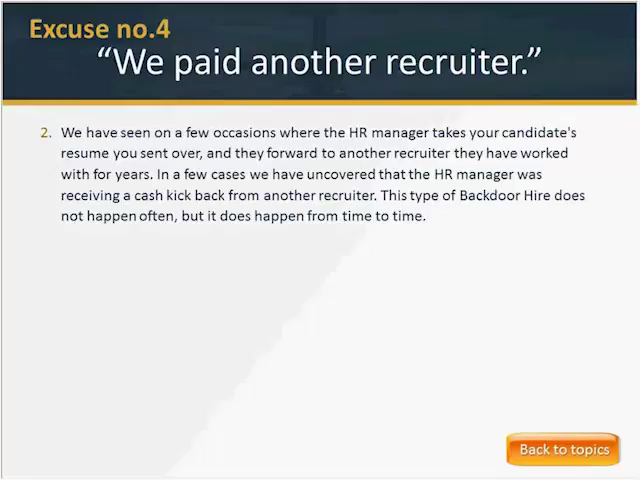 Excuse no.4
“We paid another recruiter.”
2. We have seen on a few occasions where the HR manager takes your candidate's
resume you sent over, and they forward to another recruiter they have worked
with for years. In a few cases we have uncovered that the HR manager was
receiving a cash kick back from another recruiter. This type of Backdoor Hire does
not happen often, but it does happen from time to time.
Back to topics